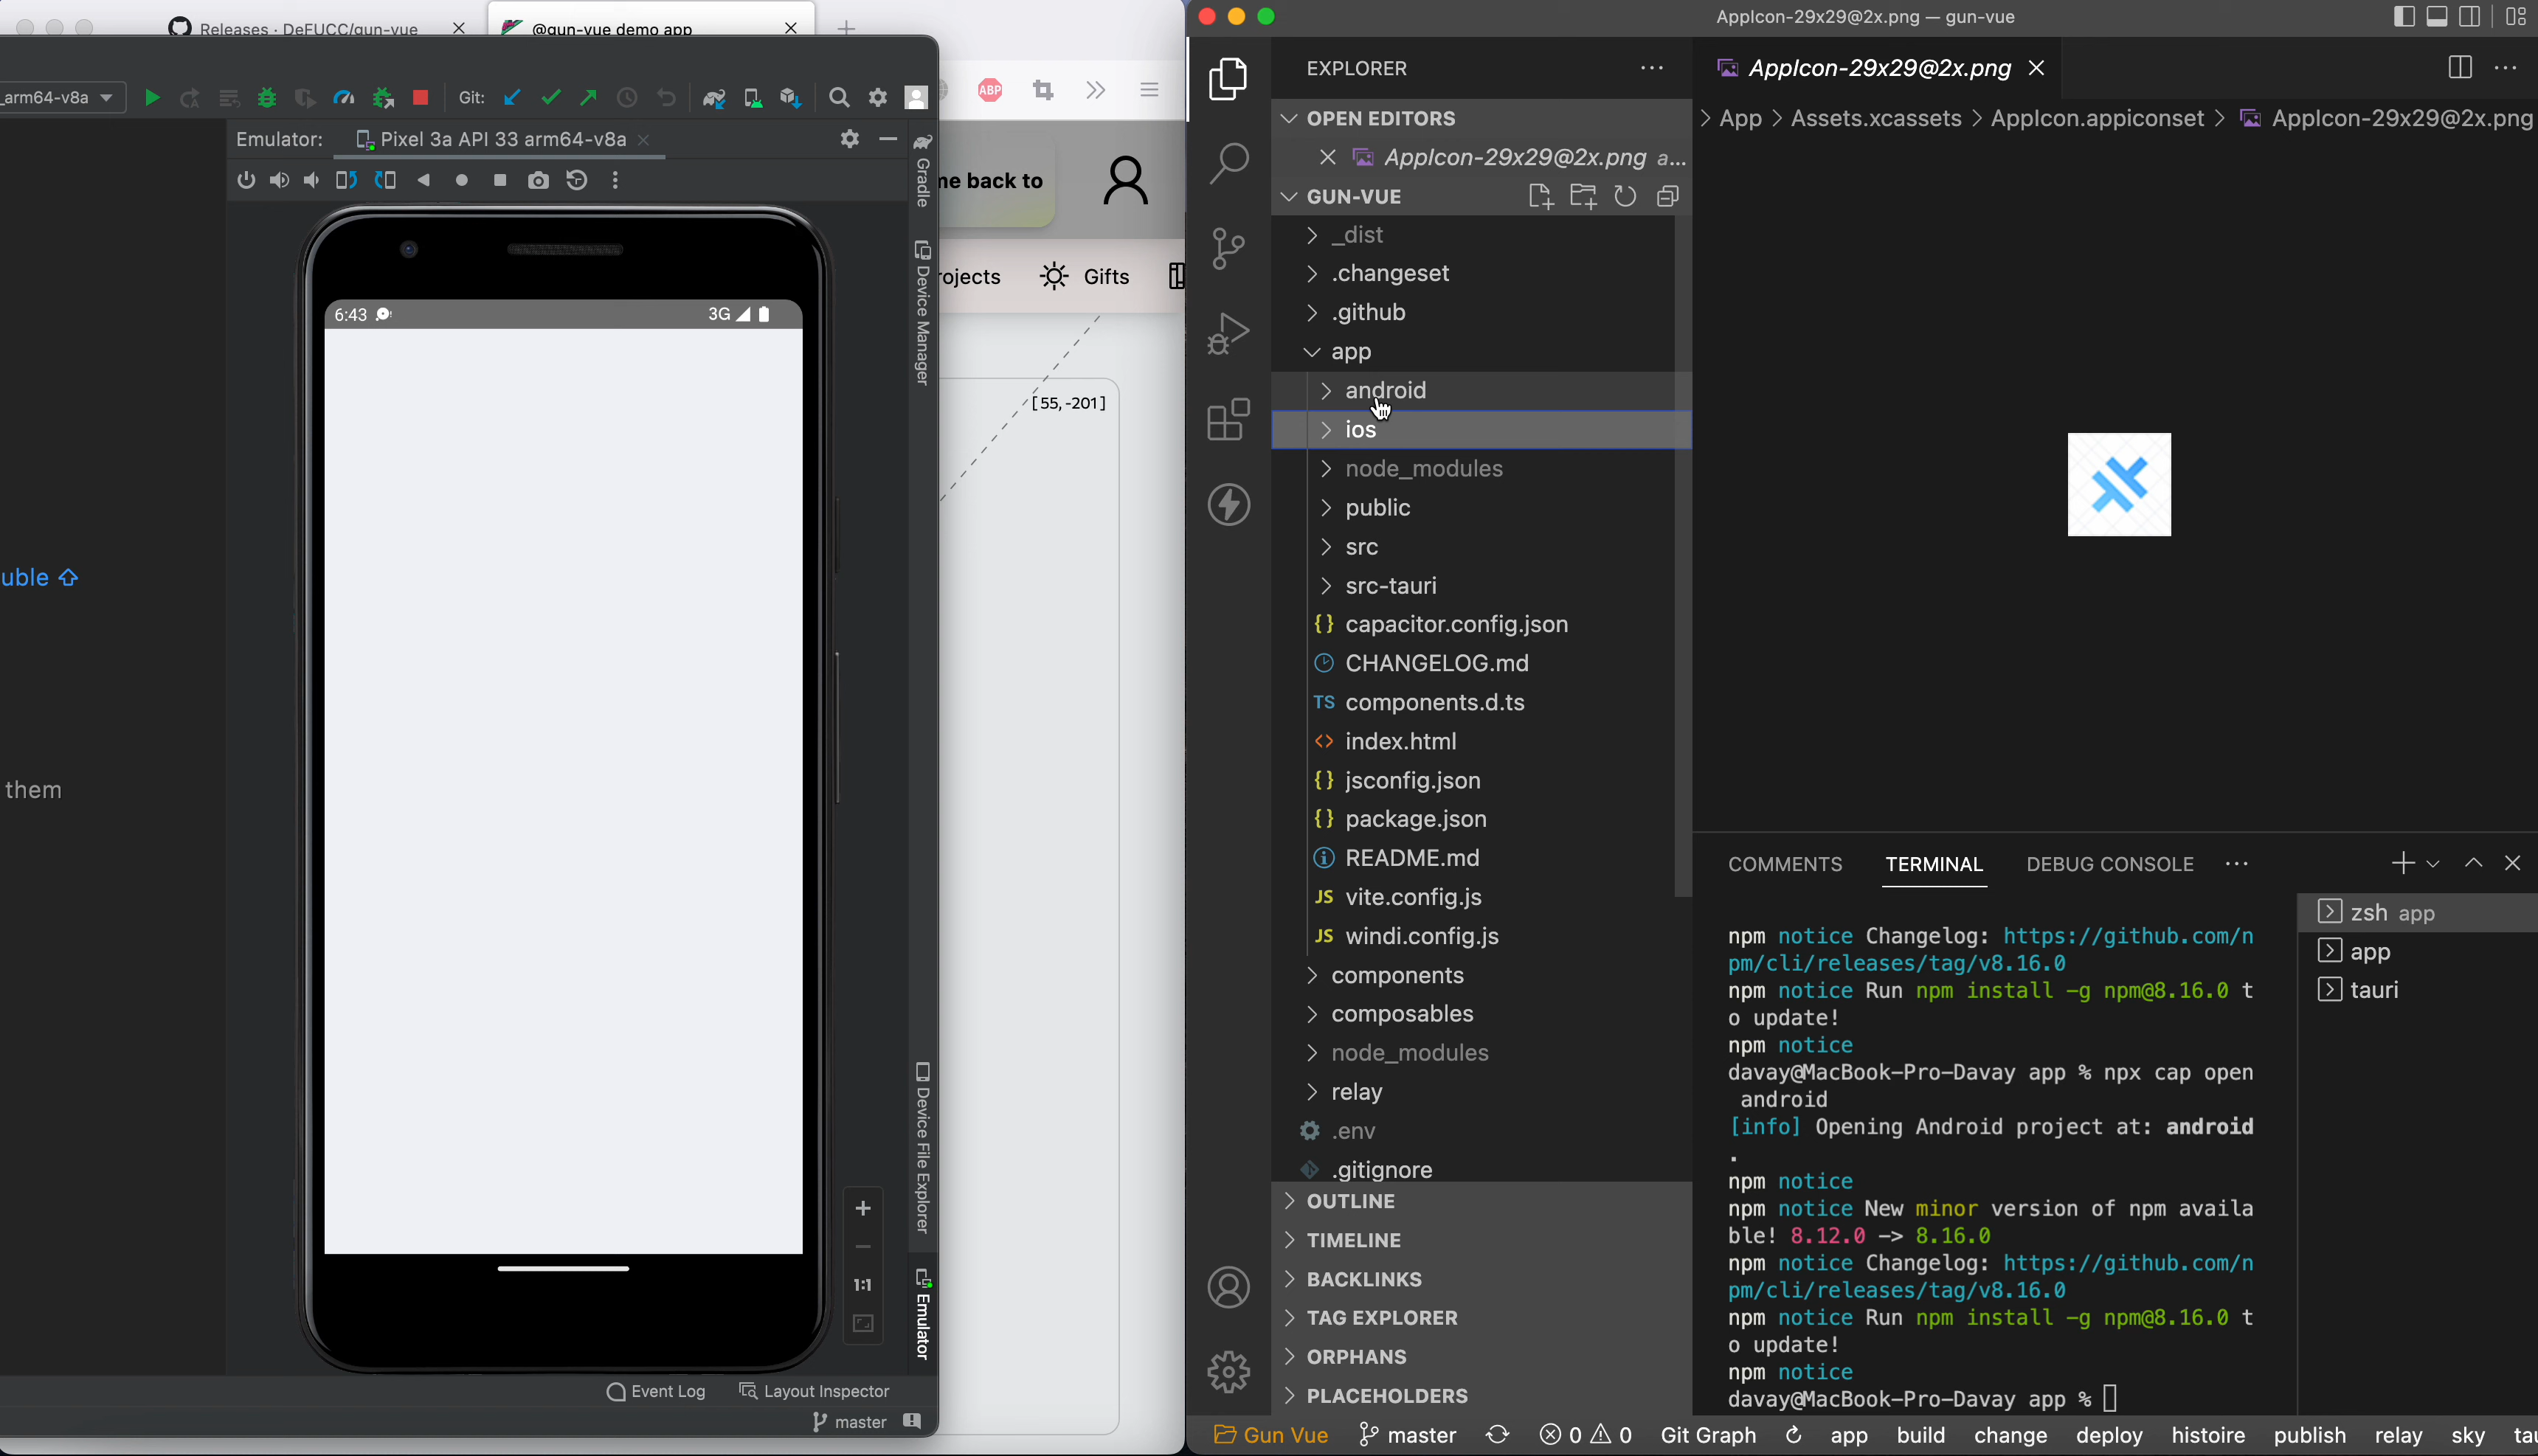 Releases · DeFUCC/gun-vue
@gun-vue demo app
_arm64-v8a
Git:
Emulator:
Pixel 3a API 33 arm64-v8a
Gradle
Device Manager
6:43
3G
uble
them
Device File Explorer
Emulator
1:1
Event Log
Layout Inspector
master
ABP
me back to
ojects
Gifts
[ 55, -201 ]
AppIcon-29x29@2x.png — gun-vue
EXPLORER
OPEN EDITORS
AppIcon-29x29@2x.png a...
GUN-VUE
_dist
.changeset
.github
app
android
ios
node_modules
public
src
src-tauri
capacitor.config.json
CHANGELOG.md
TS components.d.ts
index.html
jsconfig.json
package.json
README.md
JS vite.config.js
JS windi.config.js
components
composables
node_modules
relay
.env
.gitignore
OUTLINE
TIMELINE
BACKLINKS
TAG EXPLORER
ORPHANS
PLACEHOLDERS
AppIcon-29x29@2x.png
> App > Assets.xcassets > AppIcon.appiconset > AppIcon-29x29@2x.png
COMMENTS TERMINAL DEBUG CONSOLE
npm notice Changelog: https://github.com/n
pm/cli/releases/tag/v8.16.0
npm notice Run npm install -g npm@8.16.0 t
o update!
npm notice
davay@MacBook-Pro-Davay app % npx cap open
android
[info] Opening Android project at: android
.
npm notice
npm notice New minor version of npm availa
ble! 8.12.0 -> 8.16.0
npm notice Changelog: https://github.com/n
pm/cli/releases/tag/v8.16.0
npm notice Run npm install -g npm@8.16.0 t
o update!
npm notice
davay@MacBook-Pro-Davay app %
zsh app
app
tauri
Gun Vue master 0 0 Git Graph app build change deploy histoire publish relay sky tau